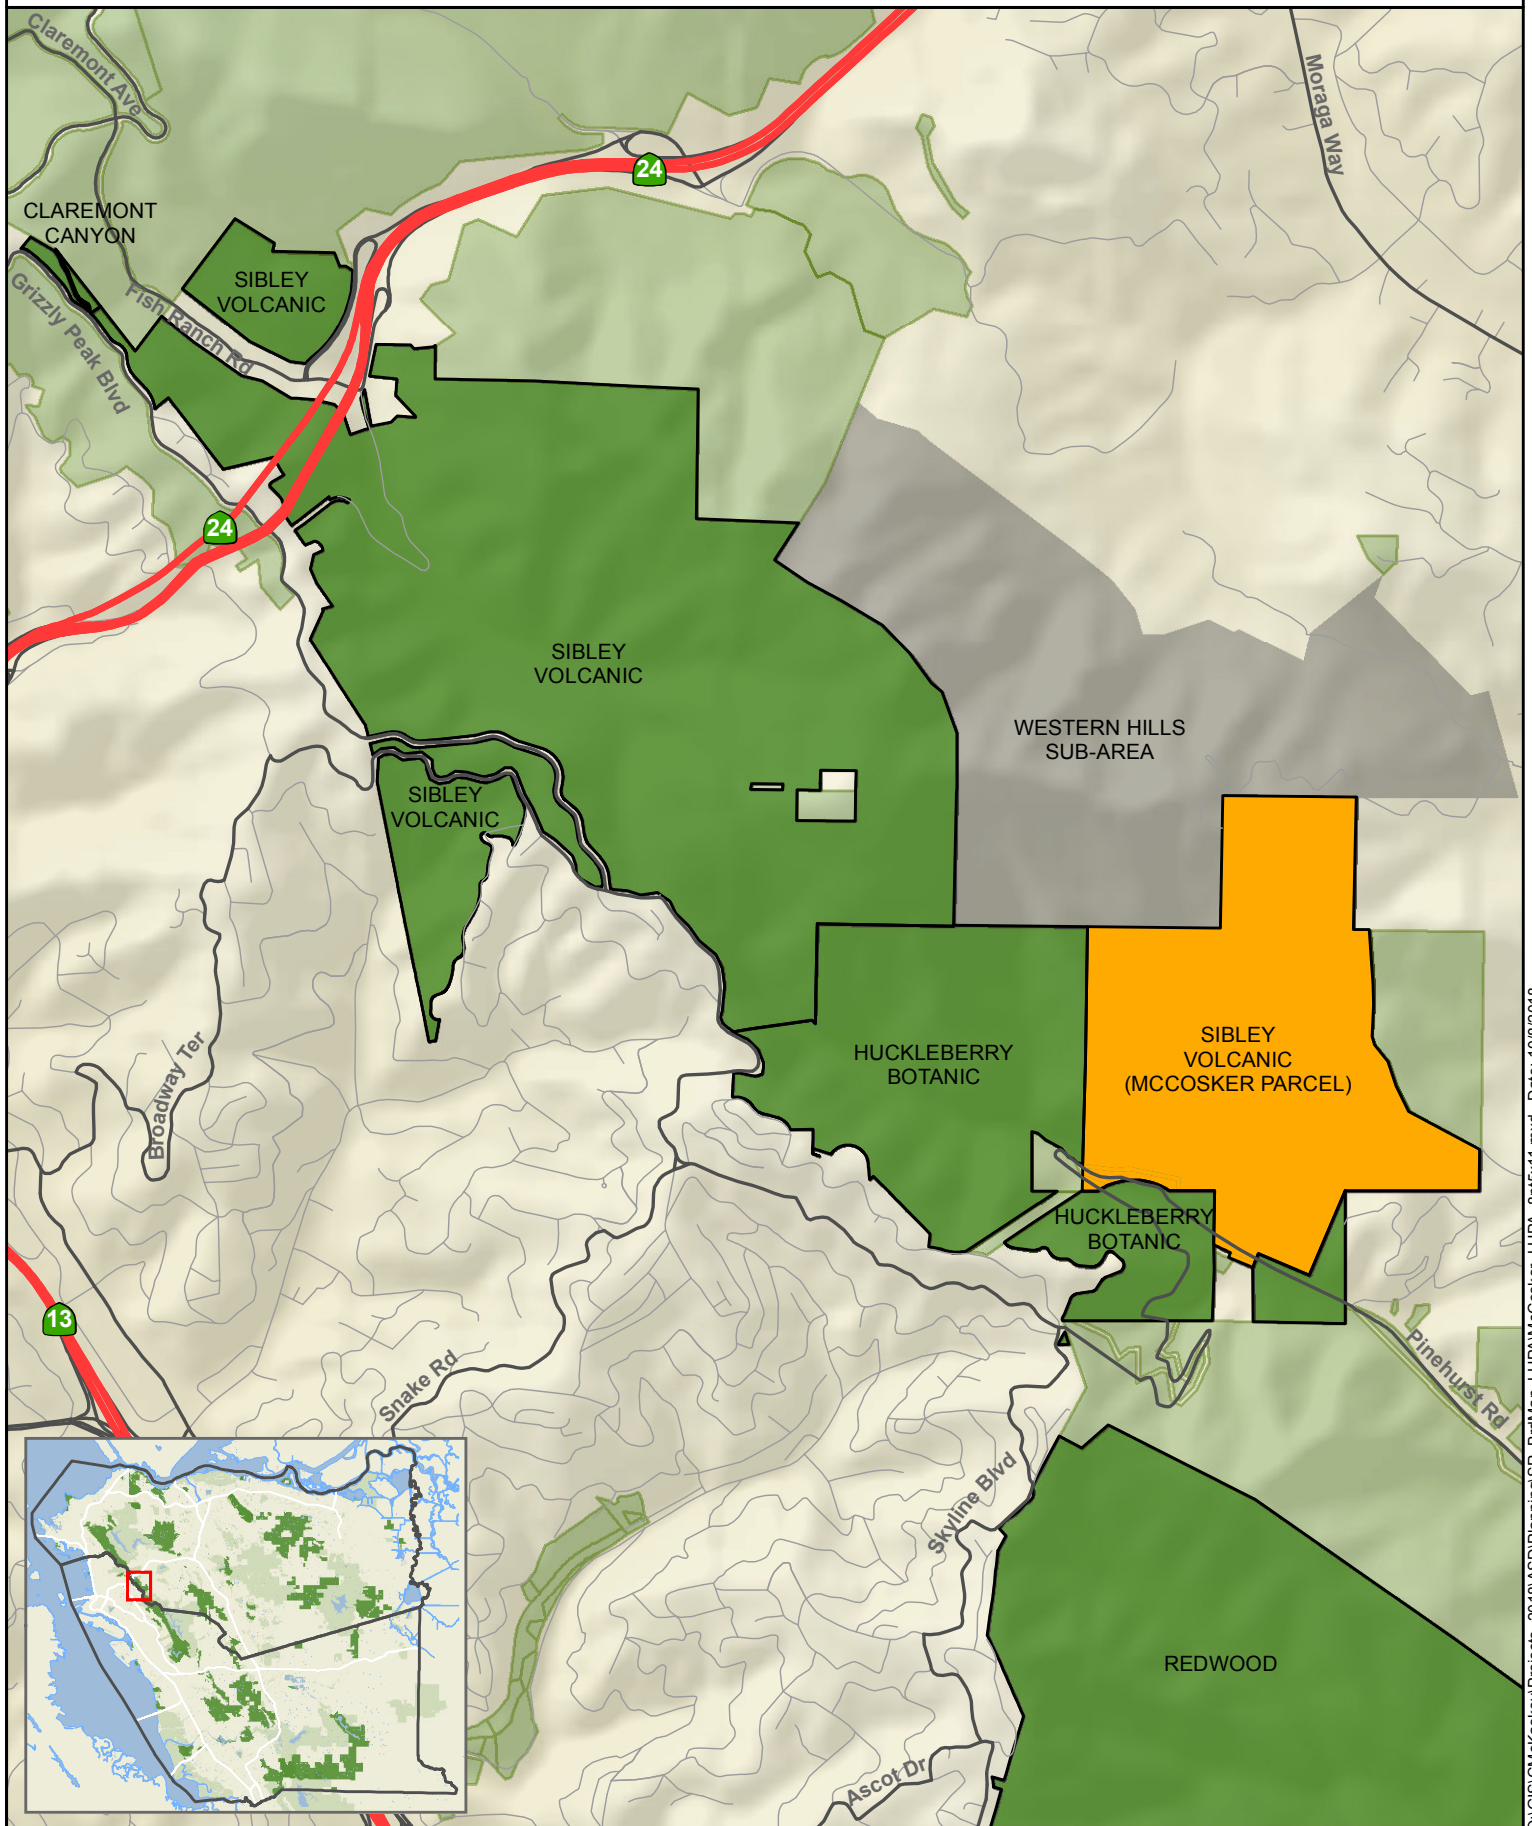 Claremont Ave
Moraga Way
24
CLAREMONT
CANYON
SIBLEY
VOLCANIC
Fish Ranch Rd
Grizzly Peak Blvd
24
SIBLEY
VOLCANIC
WESTERN HILLS
SUB-AREA
SIBLEY
VOLCANIC
SIBLEY
VOLCANIC
(MCCOSKER PARCEL)
HUCKLEBERRY
BOTANIC
Broadway Ter
HUCKLEBERRY
BOTANIC
13
Pinehurst Rd
Snake Rd
Skyline Blvd
REDWOOD
Ascot Dr